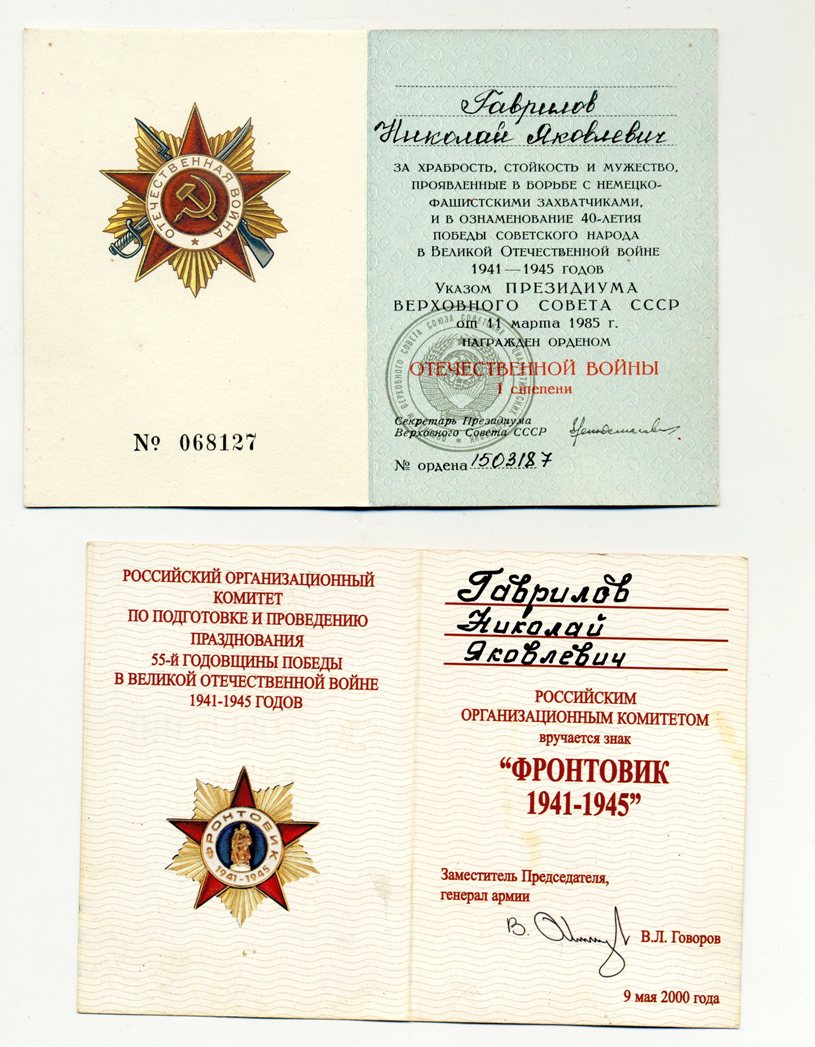 ОТЕЧЕСТВЕННАЯ ВОЙНА
№ 068127
Гаврилов
Николай Яковлевич
ЗА ХРАБРОСТЬ, СТОЙКОСТЬ И МУЖЕСТВО,
ПРОЯВЛЕННЫЕ В БОРЬБЕ С НЕМЕЦКО-
ФАШИСТСКИМИ ЗАХВАТЧИКАМИ,
И В ОЗНАМЕНОВАНИЕ 40-ЛЕТИЯ
ПОБЕДЫ СОВЕТСКОГО НАРОДА
В ВЕЛИКОЙ ОТЕЧЕСТВЕННОЙ ВОЙНЕ
1941—1945 ГОДОВ
УКАЗОМ ПРЕЗИДИУМА
ВЕРХОВНОГО СОВЕТА СССР
от 11 марта 1985 г.
НАГРАЖДЕН ОРДЕНОМ
ОТЕЧЕСТВЕННОЙ ВОЙНЫ
I степени
Секретарь Президиума
Верховного Совета СССР
№ ордена 1503187
РОССИЙСКИЙ ОРГАНИЗАЦИОННЫЙ
КОМИТЕТ
ПО ПОДГОТОВКЕ И ПРОВЕДЕНИЮ
ПРАЗДНОВАНИЯ
55-й ГОДОВЩИНЫ ПОБЕДЫ
В ВЕЛИКОЙ ОТЕЧЕСТВЕННОЙ ВОЙНЕ
1941-1945 ГОДОВ
ФРОНТОВИК
1941-1945
Гаврилов
Николай
Яковлевич
РОССИЙСКИМ
ОРГАНИЗАЦИОННЫМ КОМИТЕТОМ
вручается знак
“ФРОНТОВИК
1941-1945”
Заместитель Председателя,
генерал армии
В.Л. Говоров
9 мая 2000 года